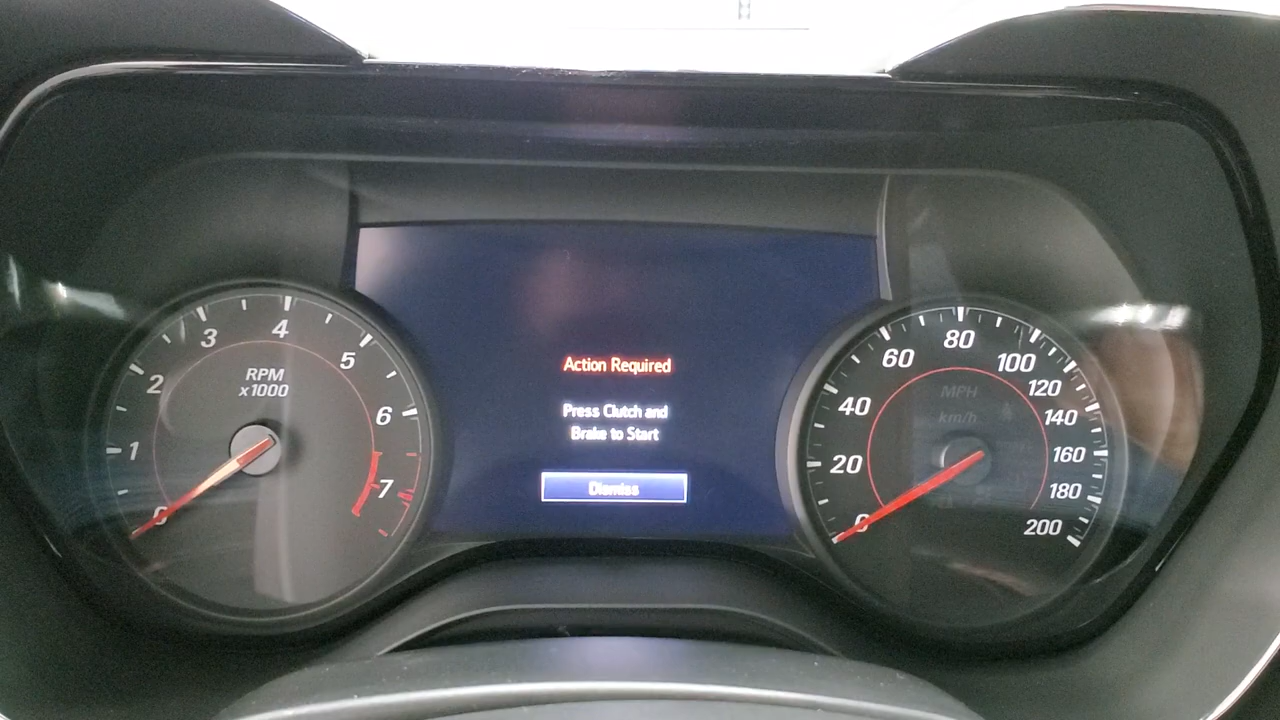 RPM
x1000
0
1
2
3
4
5
6
7
Action Required
Press Clutch and
Brake to Start
Dismiss
MPH
km/h
0
20
40
60
80
100
120
140
160
180
200